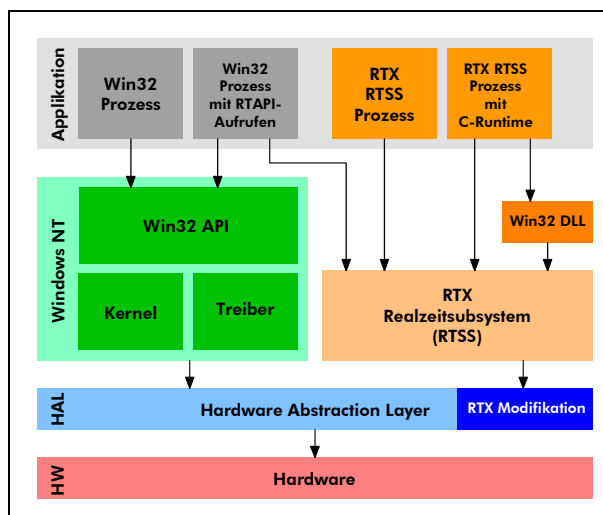 Applikation
Win32
Prozess
Win32
Prozess
mit RTAPI-
Aufrufen
RTX
RTSS
Prozess
RTX RTSS
Prozess
mit
C-Runtime
Windows NT
Win32 API
Win32 DLL
Kernel
Treiber
RTX
Realzeitsubsystem
(RTSS)
HAL
Hardware Abstraction Layer
RTX Modifikation
HW
Hardware